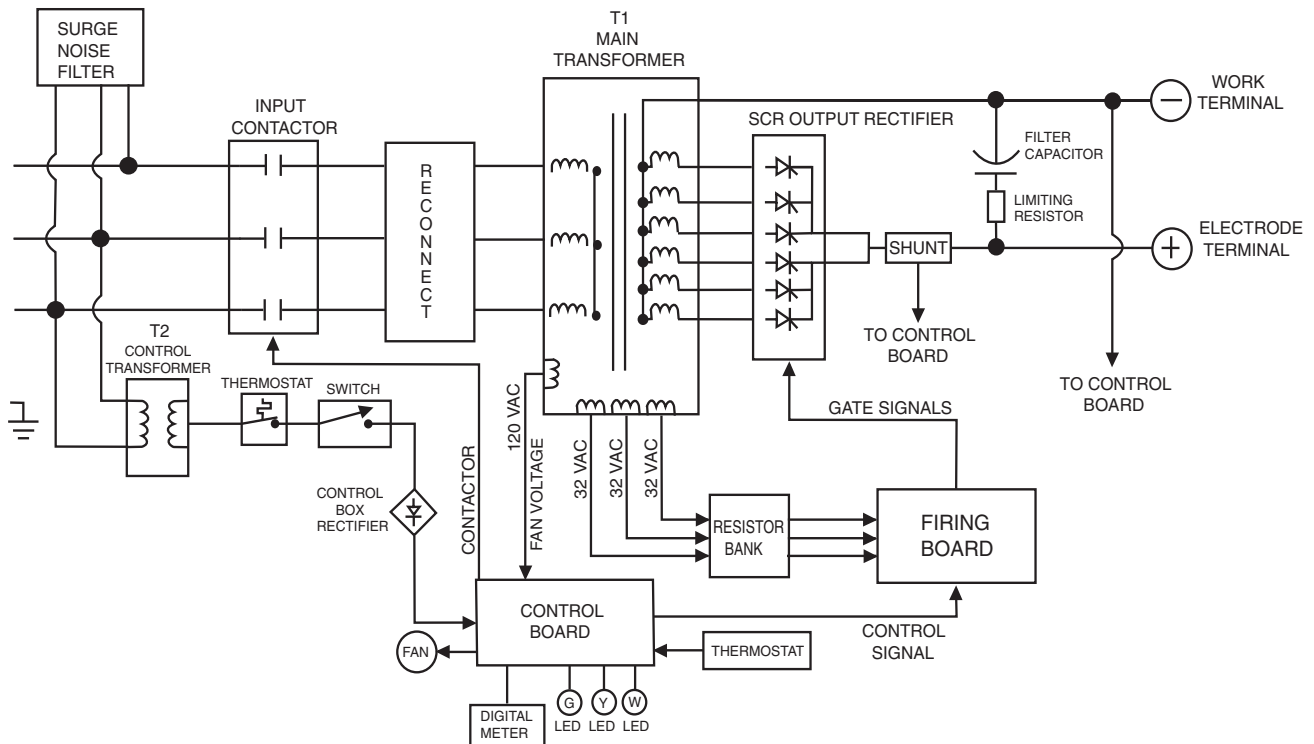 SURGE
NOISE
FILTER
T1
MAIN
TRANSFORMER
INPUT
CONTACTOR
RECONNECT
SCR OUTPUT RECTIFIER
FILTER
CAPACITOR
LIMITING
RESISTOR
WORK
TERMINAL
−
ELECTRODE
TERMINAL
+
SHUNT
TO CONTROL
BOARD
TO CONTROL
BOARD
T2
CONTROL
TRANSFORMER
THERMOSTAT
SWITCH
CONTROL
BOX
RECTIFIER
CONTACTOR
120 VAC
FAN VOLTAGE
32 VAC
32 VAC
32 VAC
GATE SIGNALS
RESISTOR
BANK
FIRING
BOARD
CONTROL
BOARD
CONTROL
SIGNAL
FAN
THERMOSTAT
DIGITAL
METER
G
Y
W
LED
LED
LED